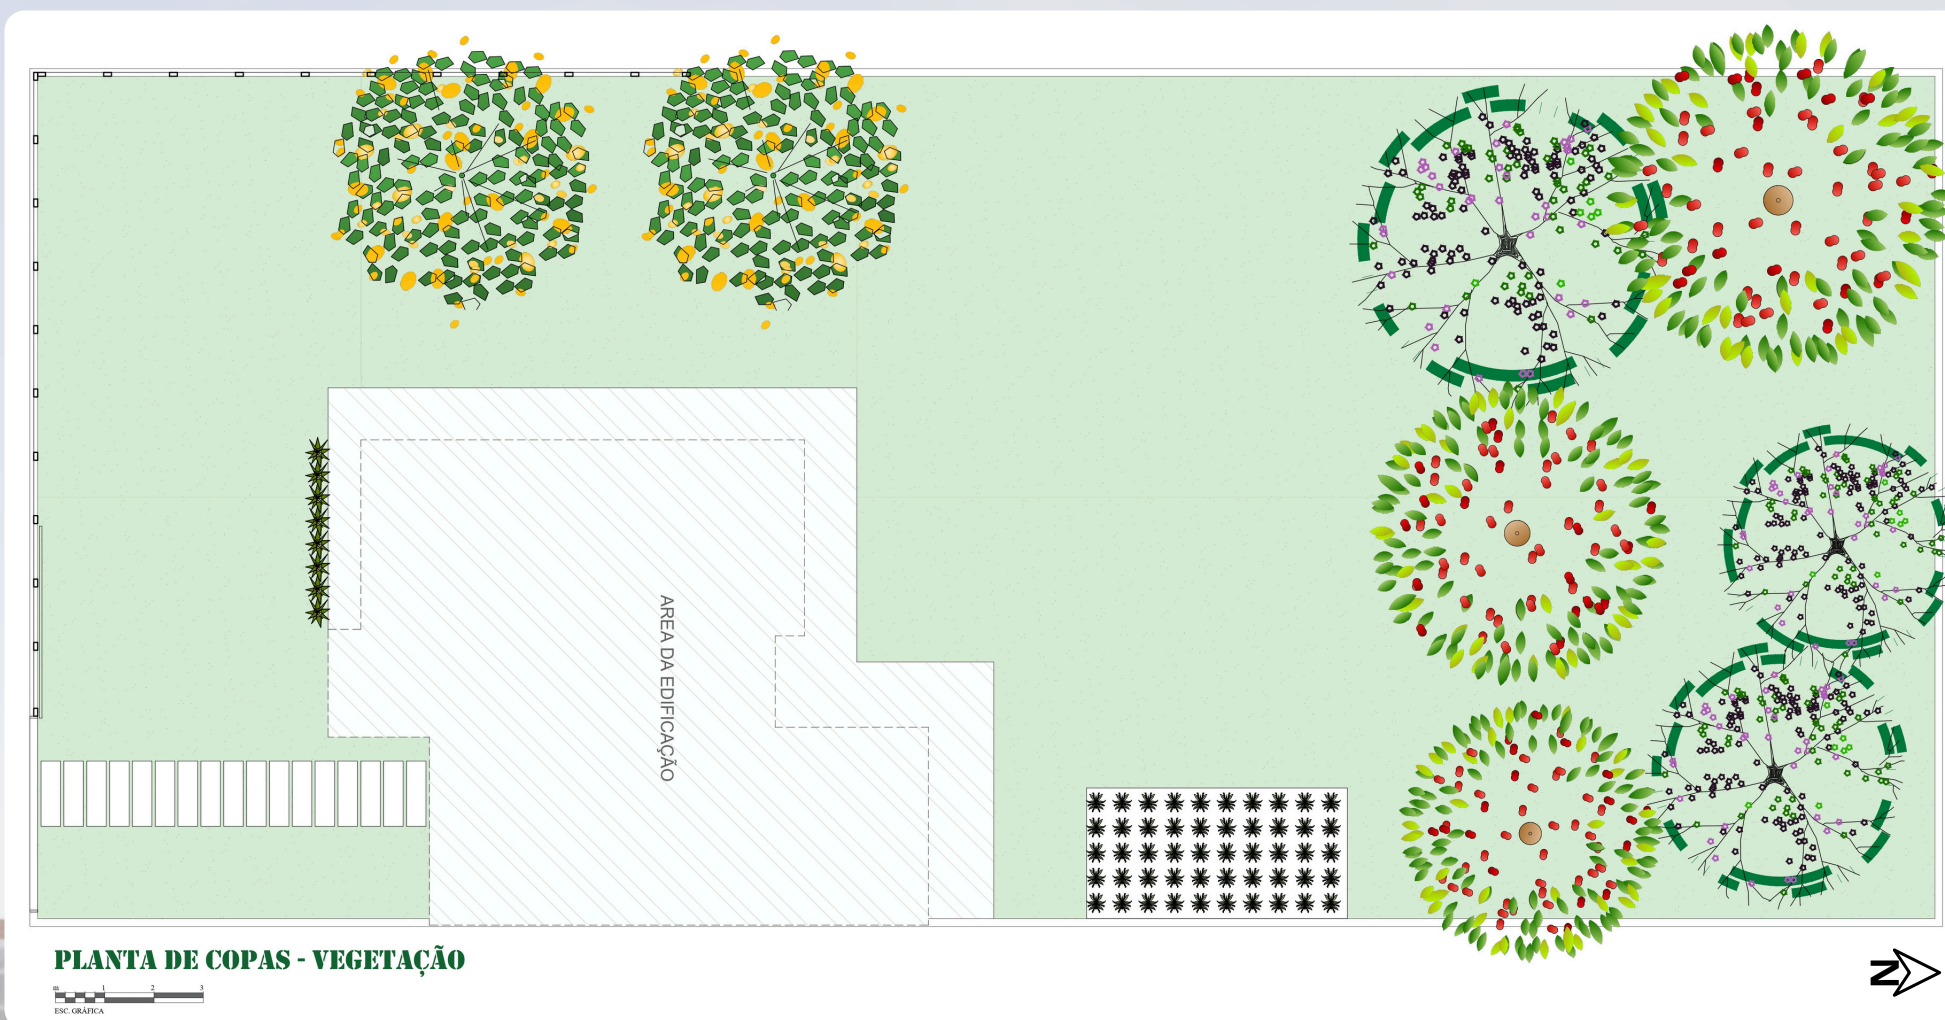 AREA DA EDIFICAÇÃO
PLANTA DE COPAS - VEGETAÇÃO
m 1 2 3
ESC. GRÁFICA
N